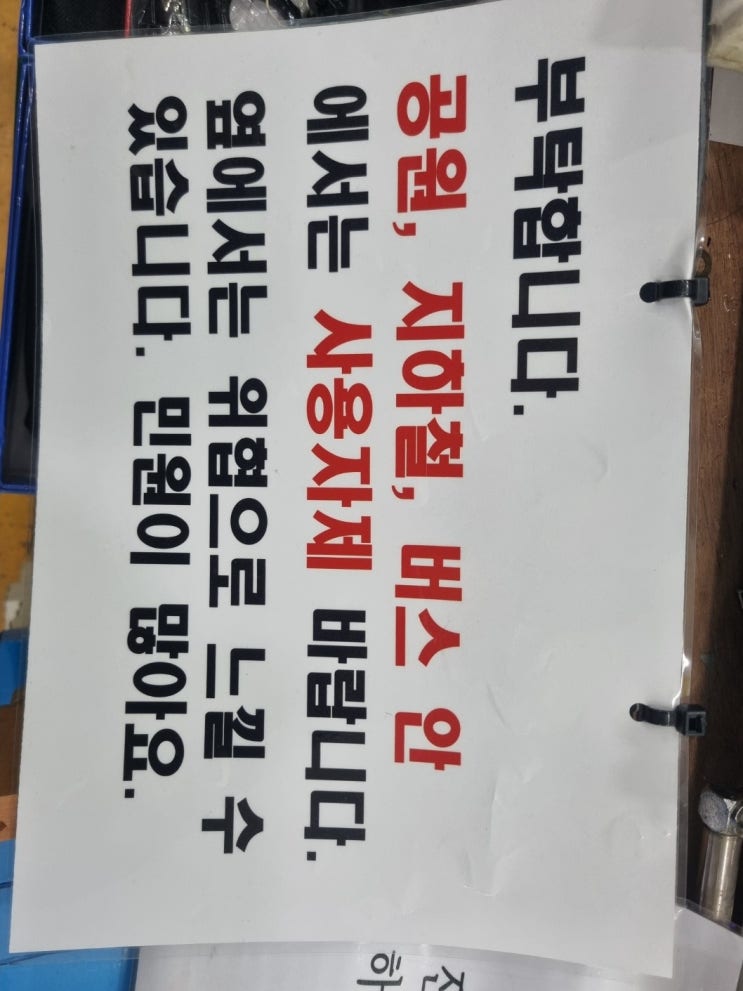 부탁합니다.
공원, 지하철, 버스 안
에서는 사용자제 바랍니다.
옆에서는 위협으로 느낄 수
있습니다. 민원이 많아요.